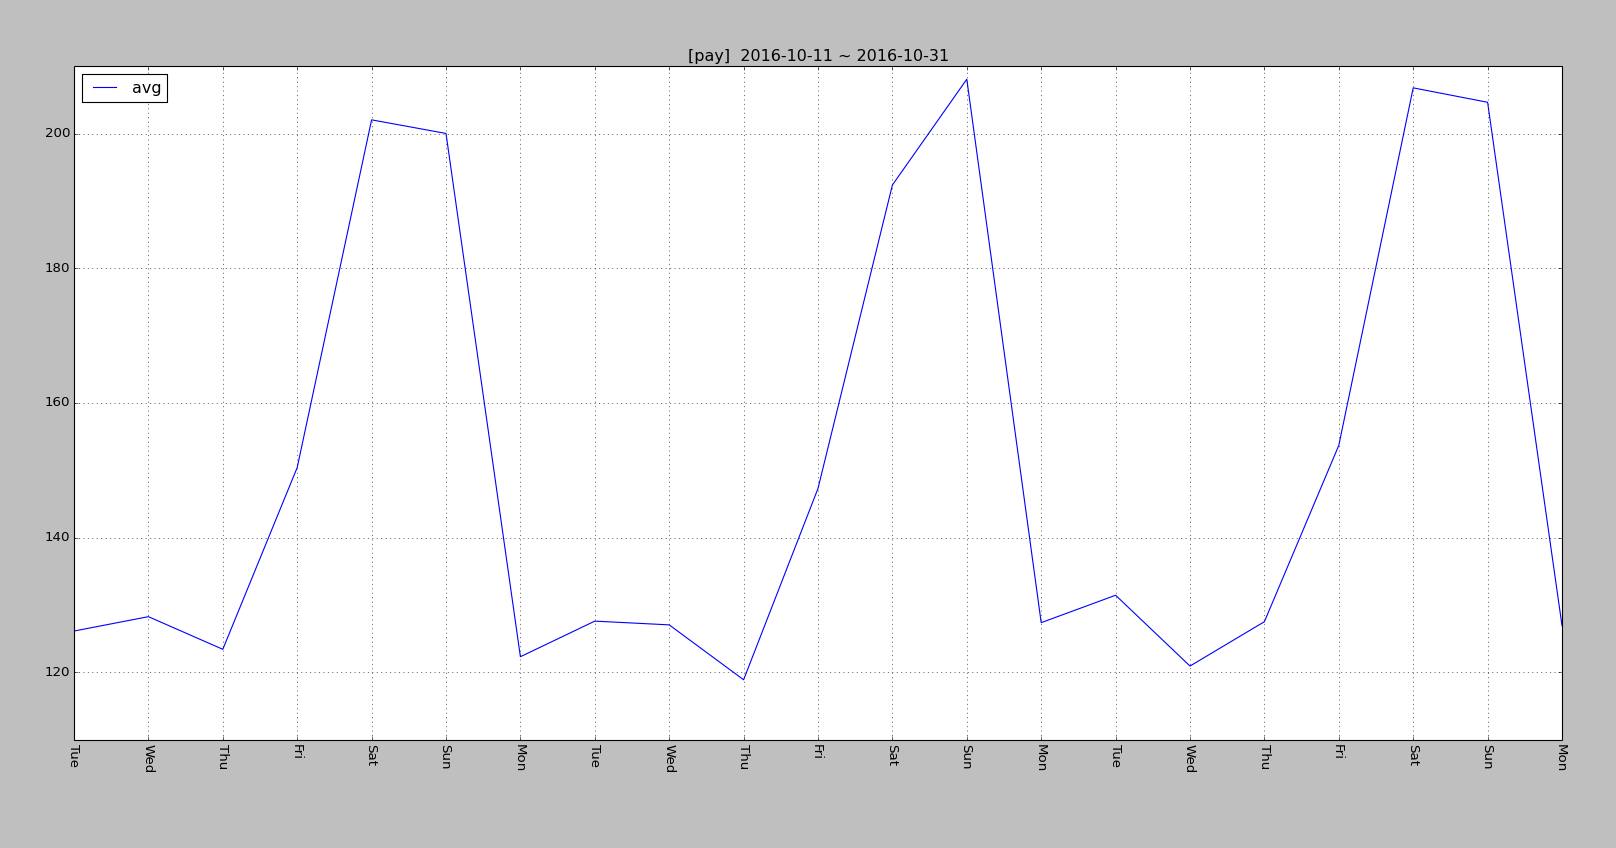 [pay]  2016-10-11 ~ 2016-10-31
avg
200
180
160
140
120
Tue
Wed
Thu
Fri
Sat
Sun
Mon
Tue
Wed
Thu
Fri
Sat
Sun
Mon
Tue
Wed
Thu
Fri
Sat
Sun
Mon